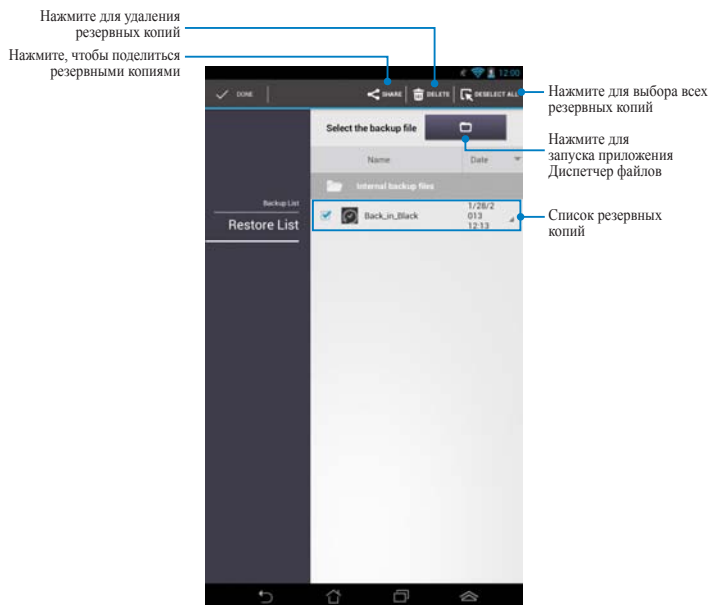 Нажмите для удаления
резервных копий
Нажмите, чтобы поделиться
резервными копиями
12:00
DONE
SHARE
DELETE
DESELECT ALL
Нажмите для выбора всех
резервных копий
Select the backup file
Нажмите для
запуска приложения
Диспетчер файлов
Name
Date
Internal backup files
Backup List
Restore List
Back_in_Black
1/28/2
013
12:13
Список резервных
копий